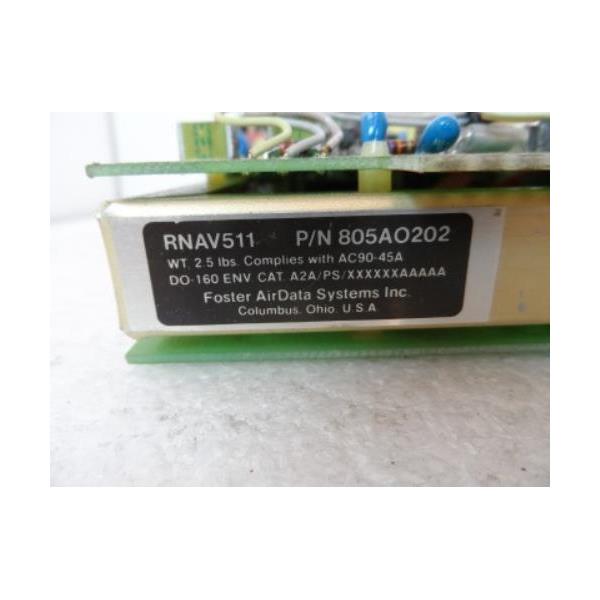 RNAV511 P/N 805AO202
WT. 2.5 lbs. Complies with AC90-45A
DO-160 ENV. CAT. A2A/PS/XXXXXXAAAAA
Foster AirData Systems Inc.
Columbus, Ohio, U.S.A.